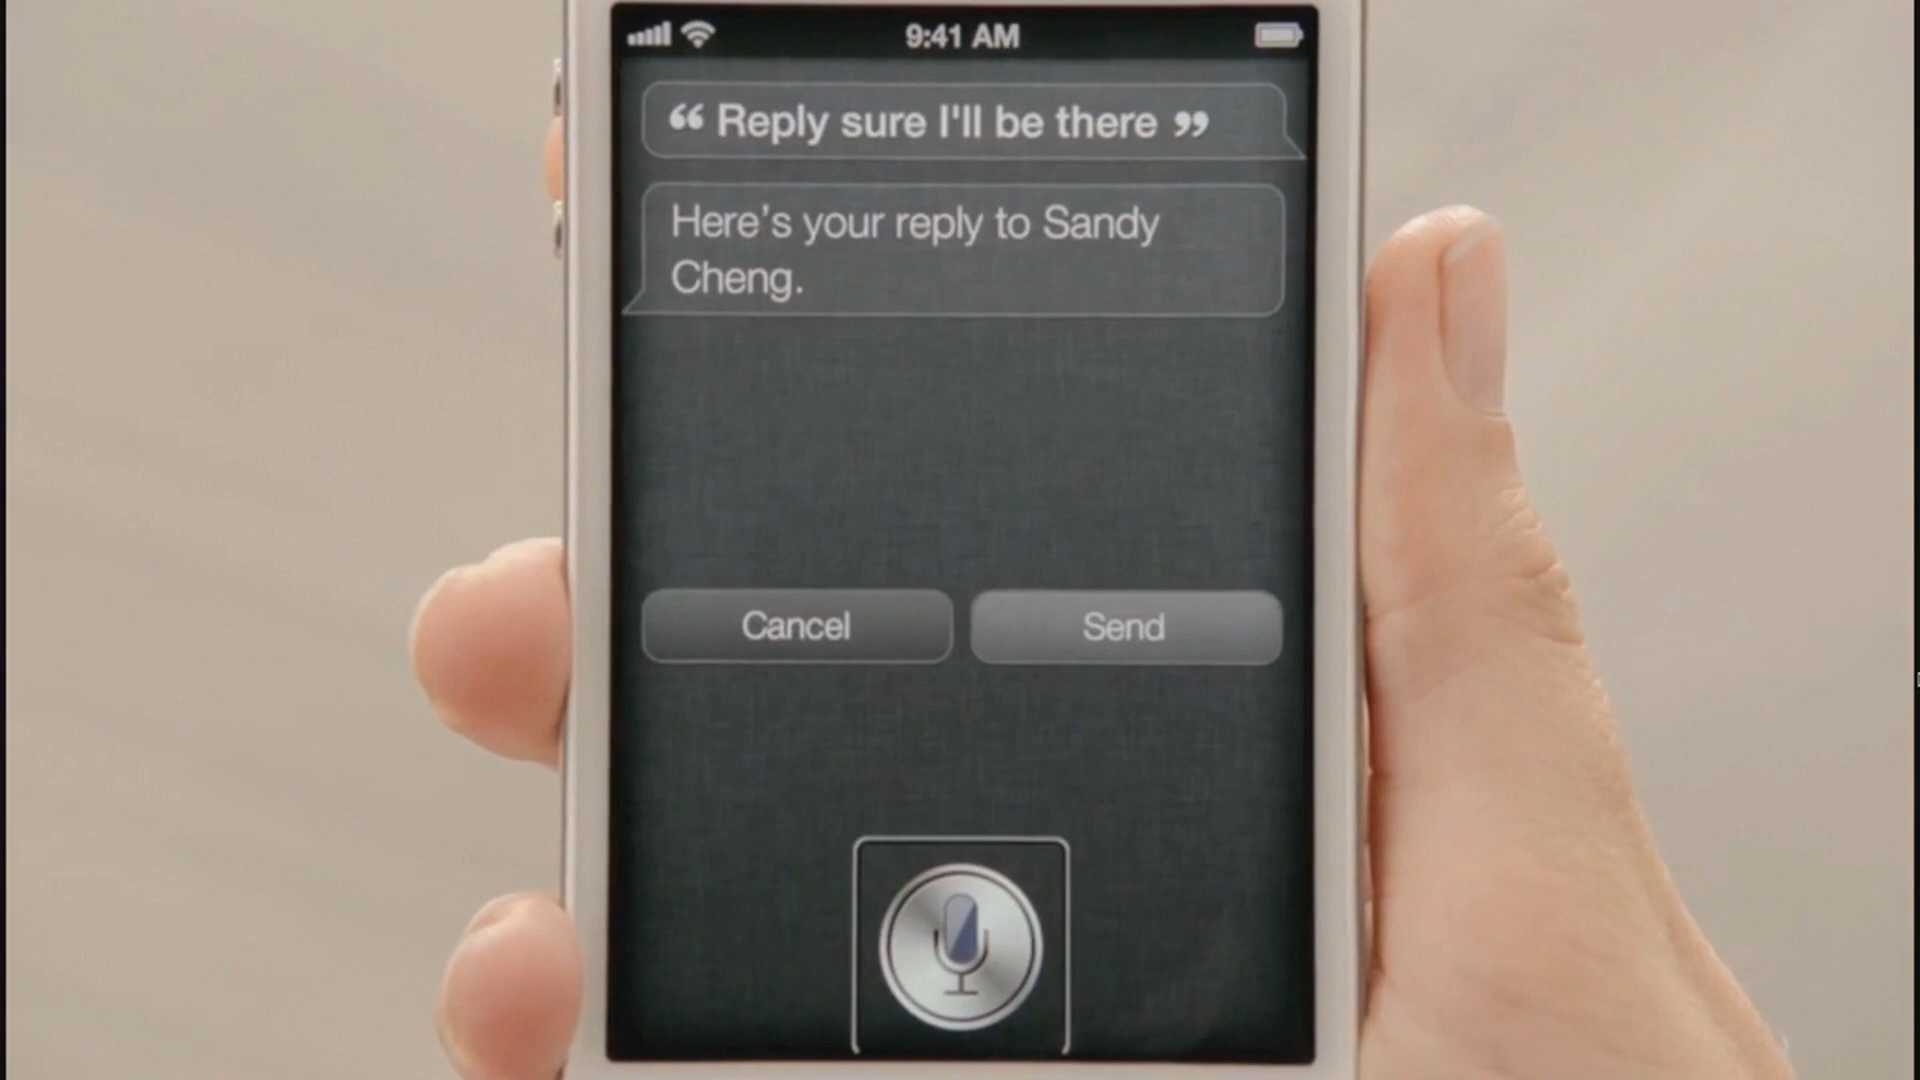 9:41 AM
“ Reply sure I'll be there ”
Here’s your reply to Sandy
Cheng.
Cancel
Send